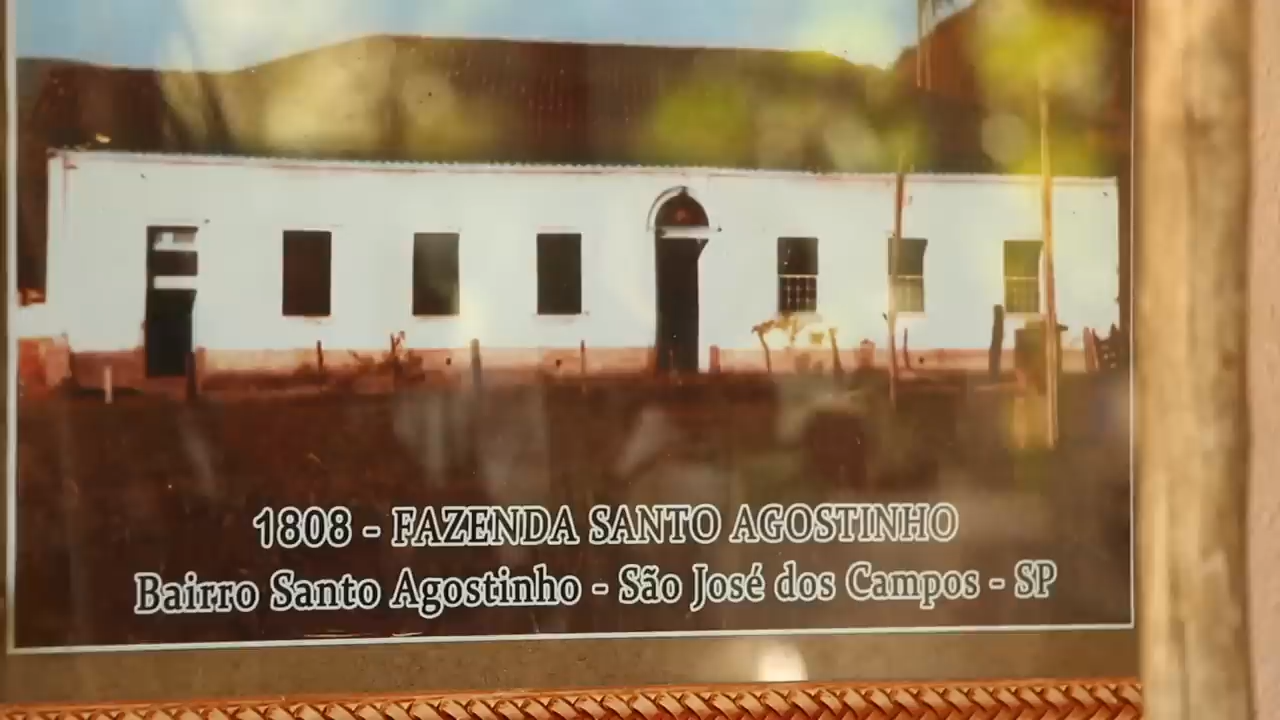 1808 - FAZENDA SANTO AGOSTINHO
Bairro Santo Agostinho - São José dos Campos - SP